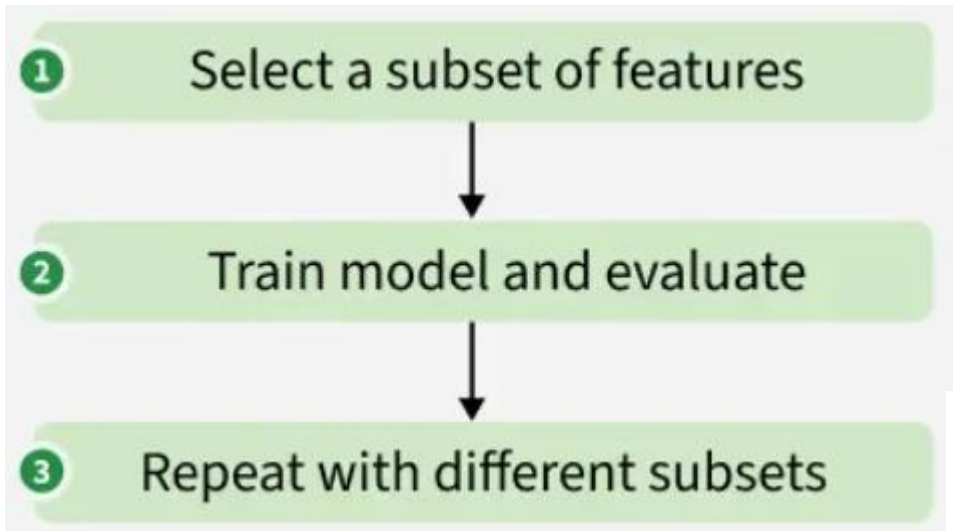 1 Select a subset of features
2 Train model and evaluate
3 Repeat with different subsets